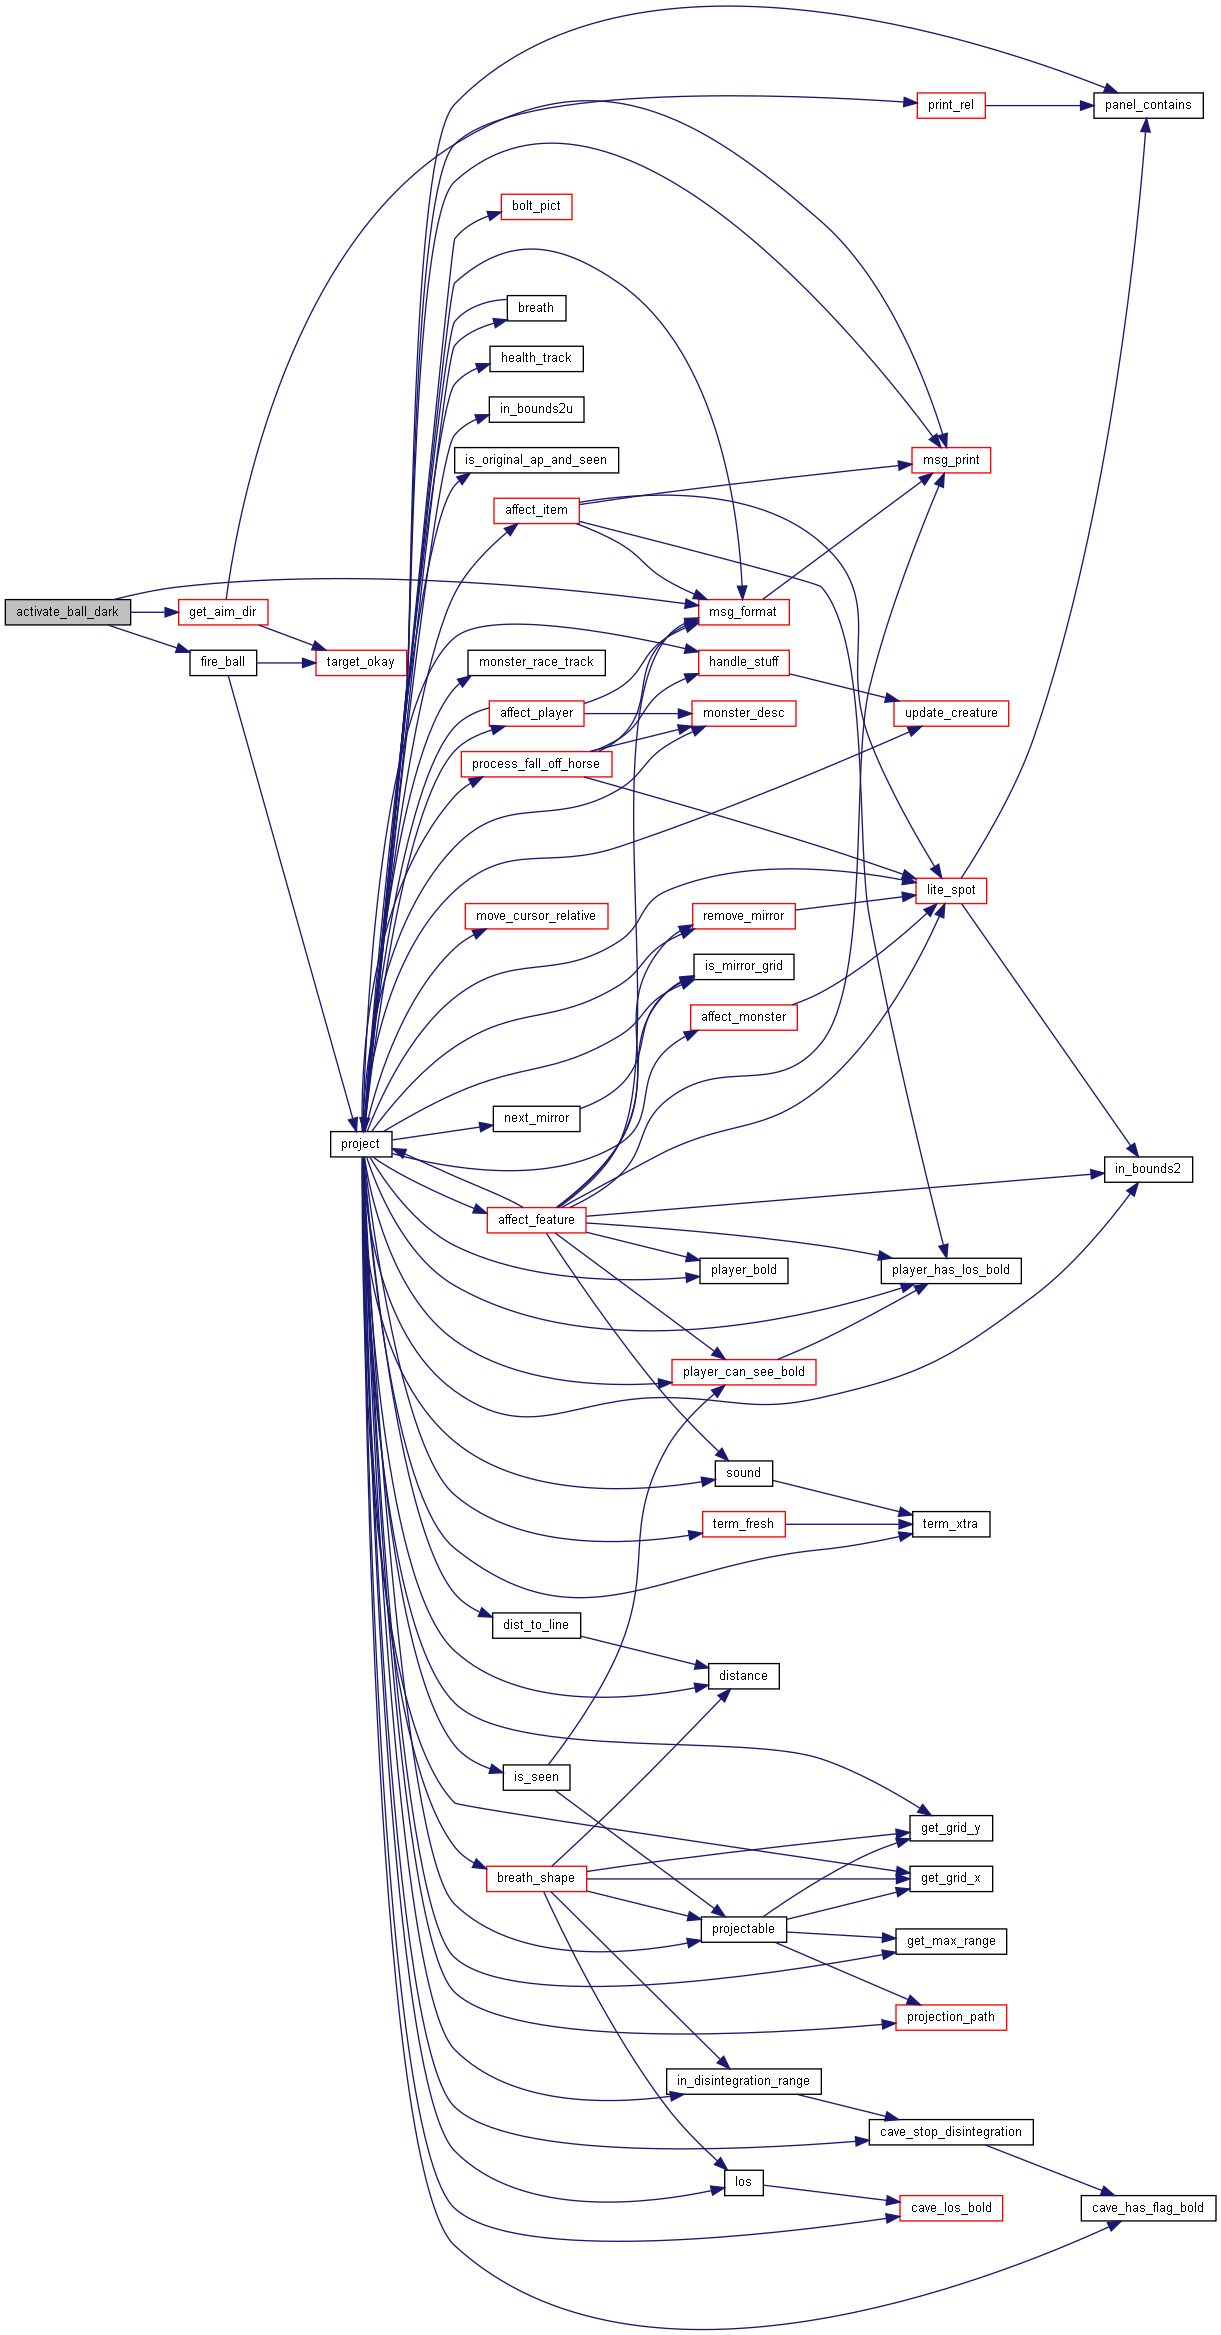 print_rel
panel_contains
bolt_pict
breath
health_track
in_bounds2u
is_original_ap_and_seen
msg_print
affect_item
activate_ball_dark
get_aim_dir
msg_format
fire_ball
target_okay
monster_race_track
handle_stuff
affect_player
monster_desc
update_creature
process_fall_off_horse
lite_spot
move_cursor_relative
remove_mirror
is_mirror_grid
affect_monster
next_mirror
project
in_bounds2
affect_feature
player_bold
player_has_los_bold
player_can_see_bold
sound
term_fresh
term_xtra
dist_to_line
distance
is_seen
get_grid_y
breath_shape
get_grid_x
projectable
get_max_range
projection_path
in_disintegration_range
cave_stop_disintegration
los
cave_los_bold
cave_has_flag_bold